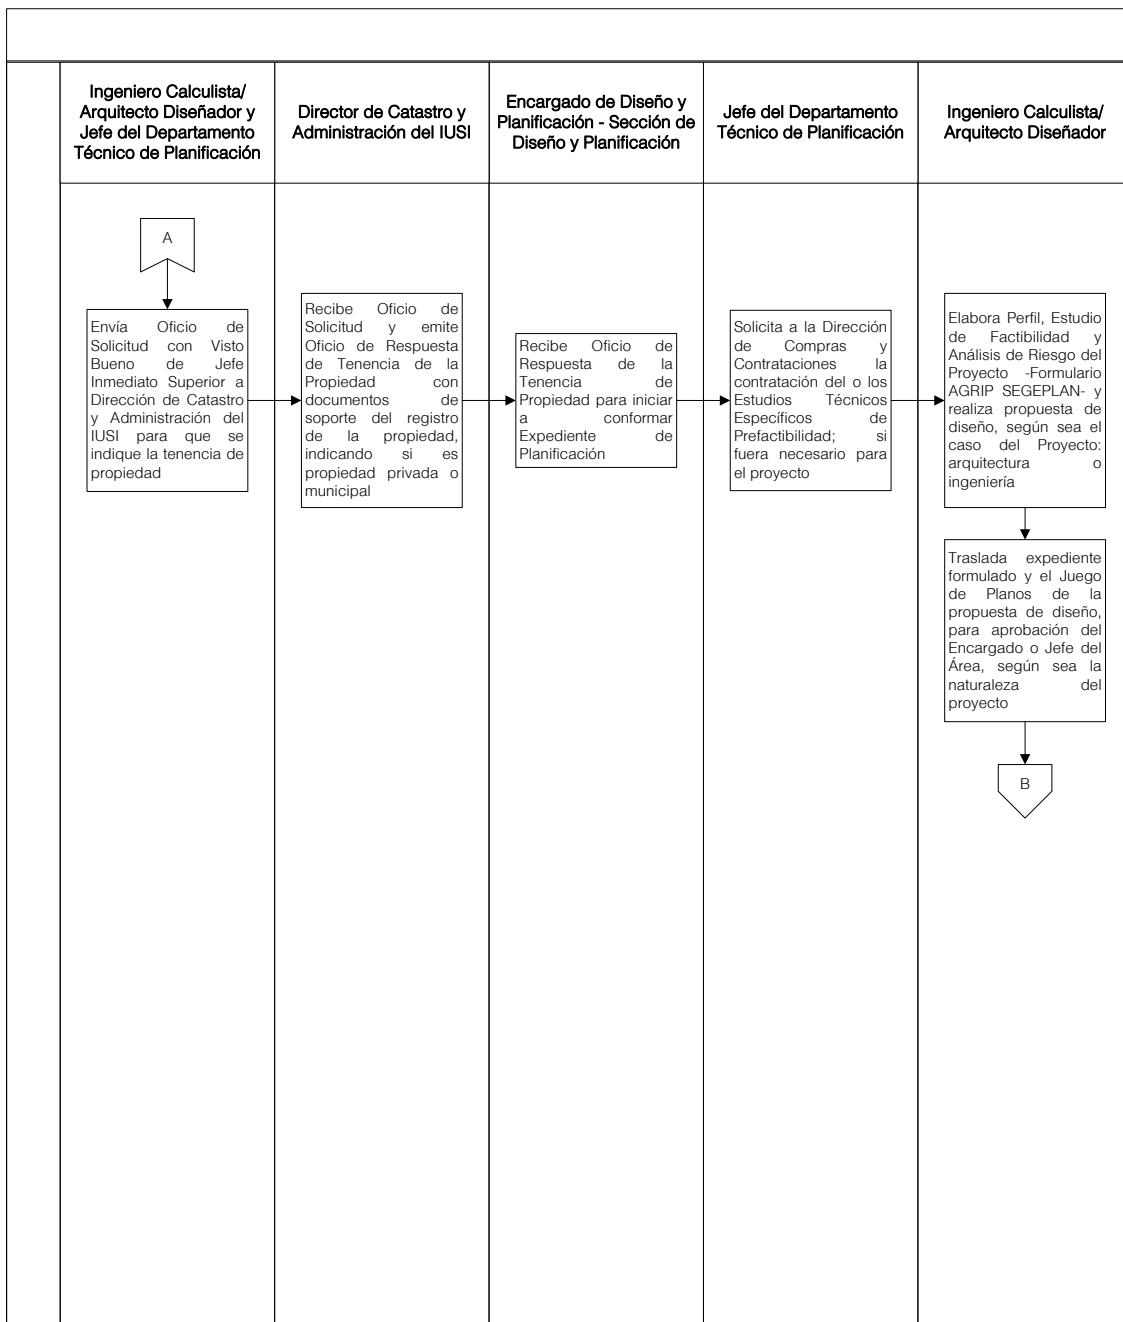 Ingeniero Calculista/
Arquitecto Diseñador y
Jefe del Departamento
Técnico de Planificación
Director de Catastro y
Administración del IUSI
Encargado de Diseño y
Planificación - Sección de
Diseño y Planificación
Jefe del Departamento
Técnico de Planificación
Ingeniero Calculista/
Arquitecto Diseñador
A
Envía Oficio de
Solicitud con Visto
Bueno de Jefe
Inmediato Superior a
Dirección de Catastro
y Administración del
IUSI para que se
indique la tenencia de
propiedad
Recibe Oficio de
Solicitud y emite
Oficio de Respuesta
de Tenencia de la
Propiedad con
documentos de
soporte del registro
de la propiedad,
indicando si es
propiedad privada o
municipal
Recibe Oficio de
Respuesta de la
Tenencia de
Propiedad para iniciar
a conformar
Expediente de
Planificación
Solicita a la Dirección
de Compras y
Contrataciones la
contratación del o los
Estudios Técnicos
Específicos de
Prefactibilidad; si
fuera necesario para
el proyecto
Elabora Perfil, Estudio
de Factibilidad y
Análisis de Riesgo del
Proyecto -Formulario
AGRIP SEGEPLAN- y
realiza propuesta de
diseño, según sea el
caso del Proyecto:
arquitectura o
ingeniería
Traslada expediente
formulado y el Juego
de Planos de la
propuesta de diseño,
para aprobación del
Encargado o Jefe del
Área, según sea la
naturaleza del
proyecto
B